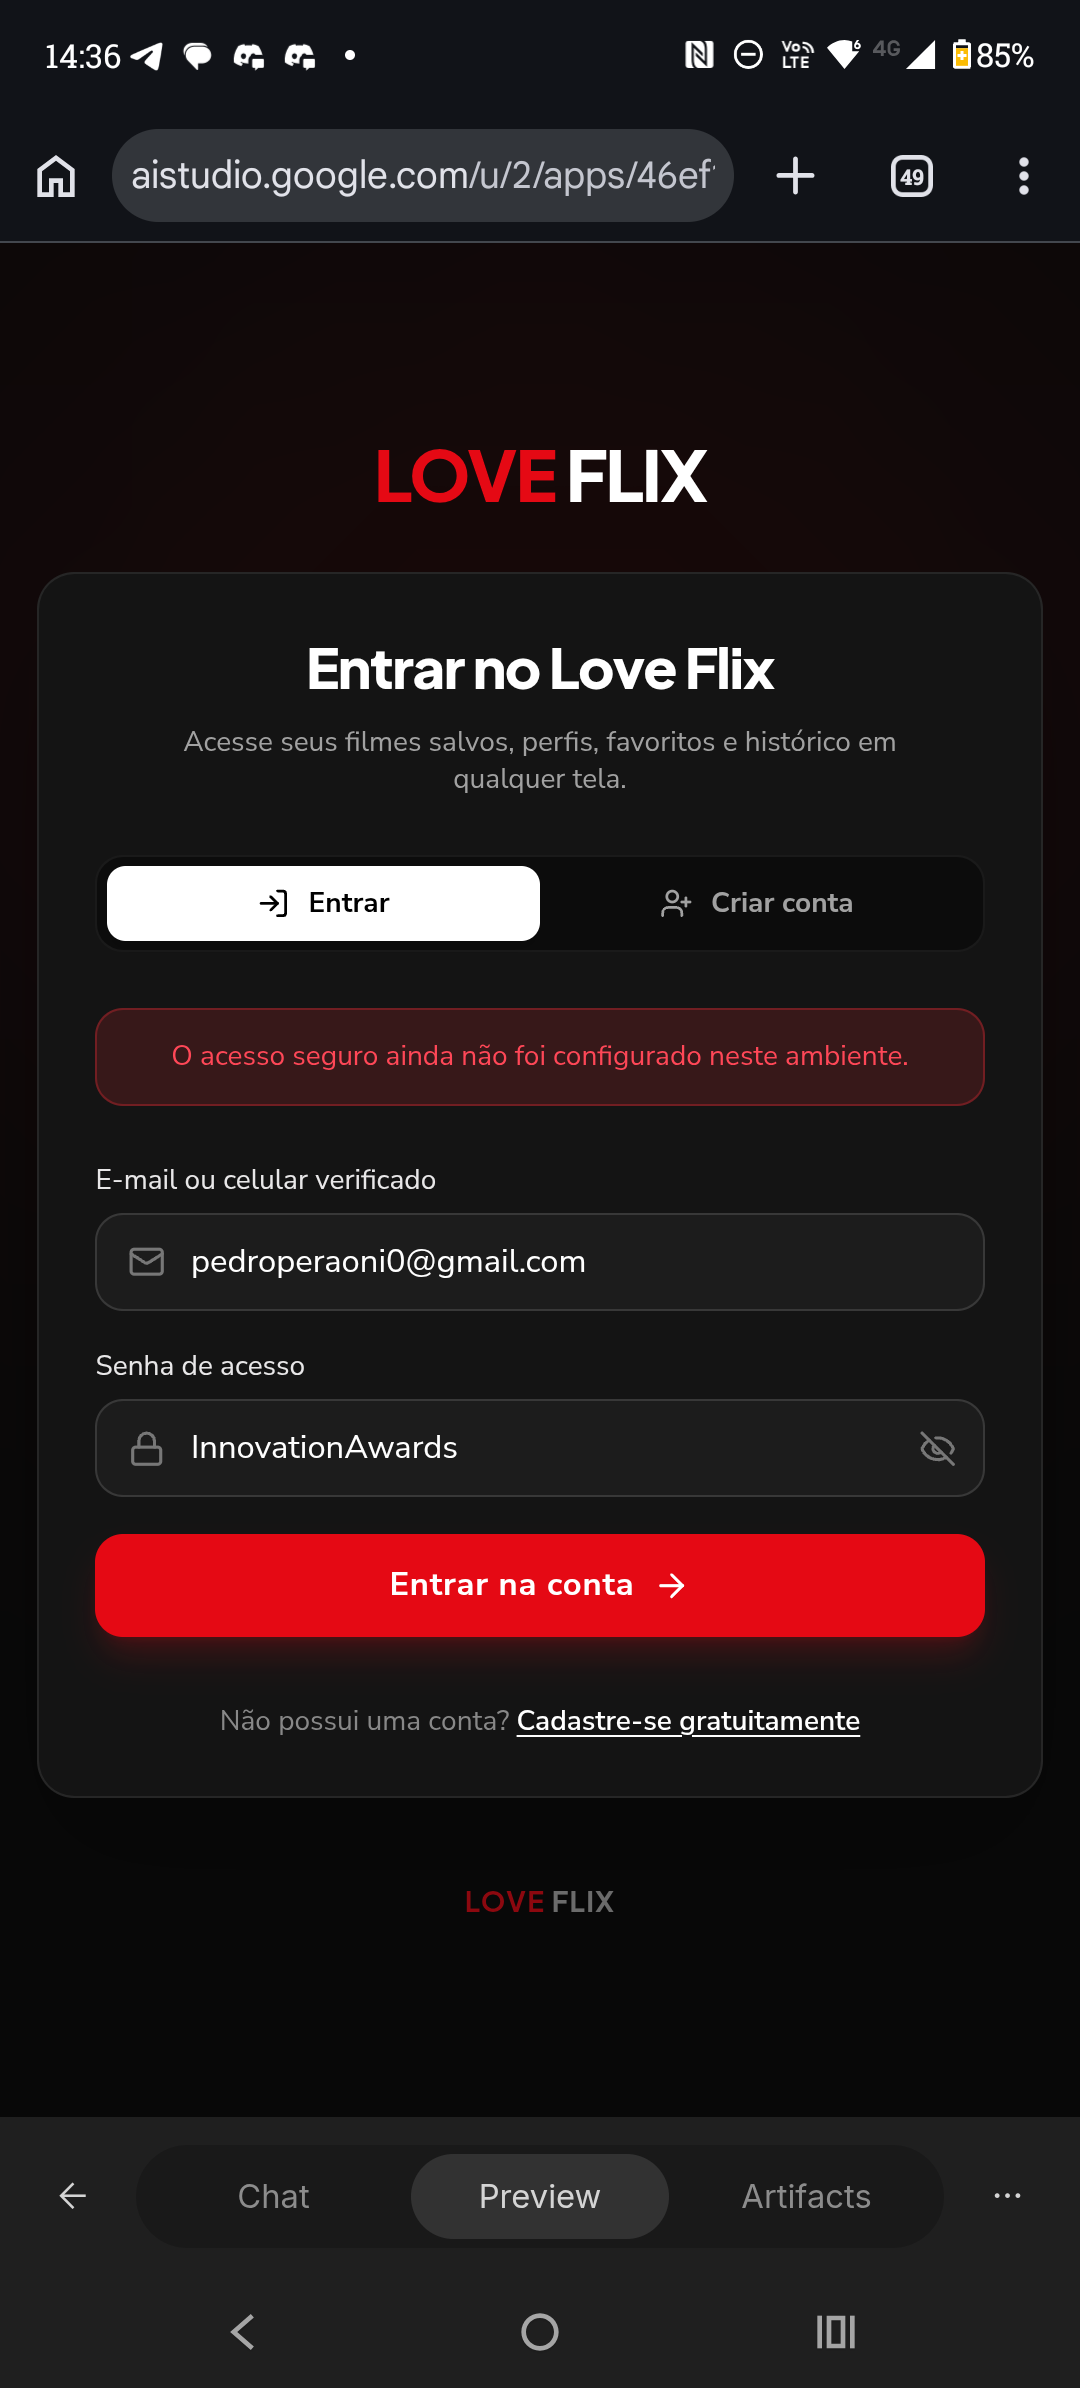 14:36
Vo LTE
6
4G
85%
aistudio.google.com/u/2/apps/46ef
49
LOVE FLIX
Entrar no Love Flix
Acesse seus filmes salvos, perfis, favoritos e histórico em
qualquer tela.
Entrar
Criar conta
O acesso seguro ainda não foi configurado neste ambiente.
E-mail ou celular verificado
pedroperaoni0@gmail.com
Senha de acesso
InnovationAwards
Entrar na conta
Não possui uma conta? Cadastre-se gratuitamente
LOVE FLIX
Chat
Preview
Artifacts